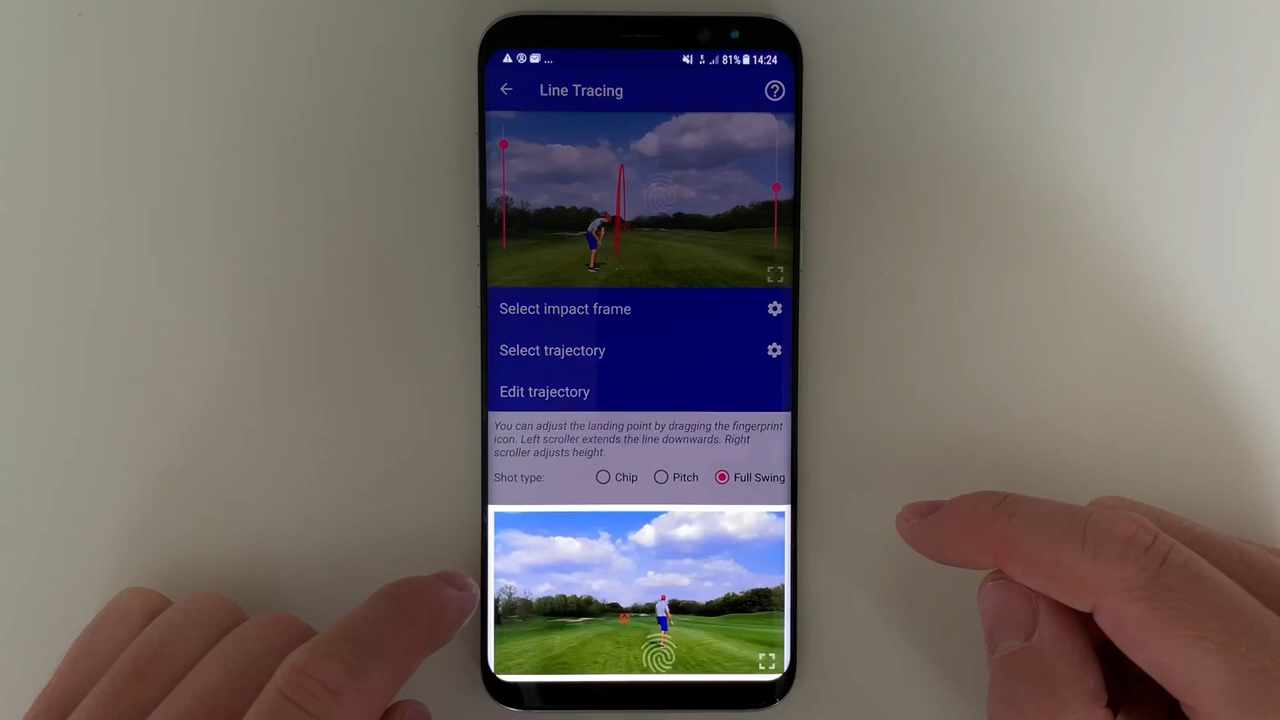 ... 81% 14:24
Line Tracing
Select impact frame
Select trajectory
Edit trajectory
You can adjust the landing point by dragging the fingerprint
icon. Left scroller extends the line downwards. Right
scroller adjusts height.
Shot type: Chip Pitch Full Swing